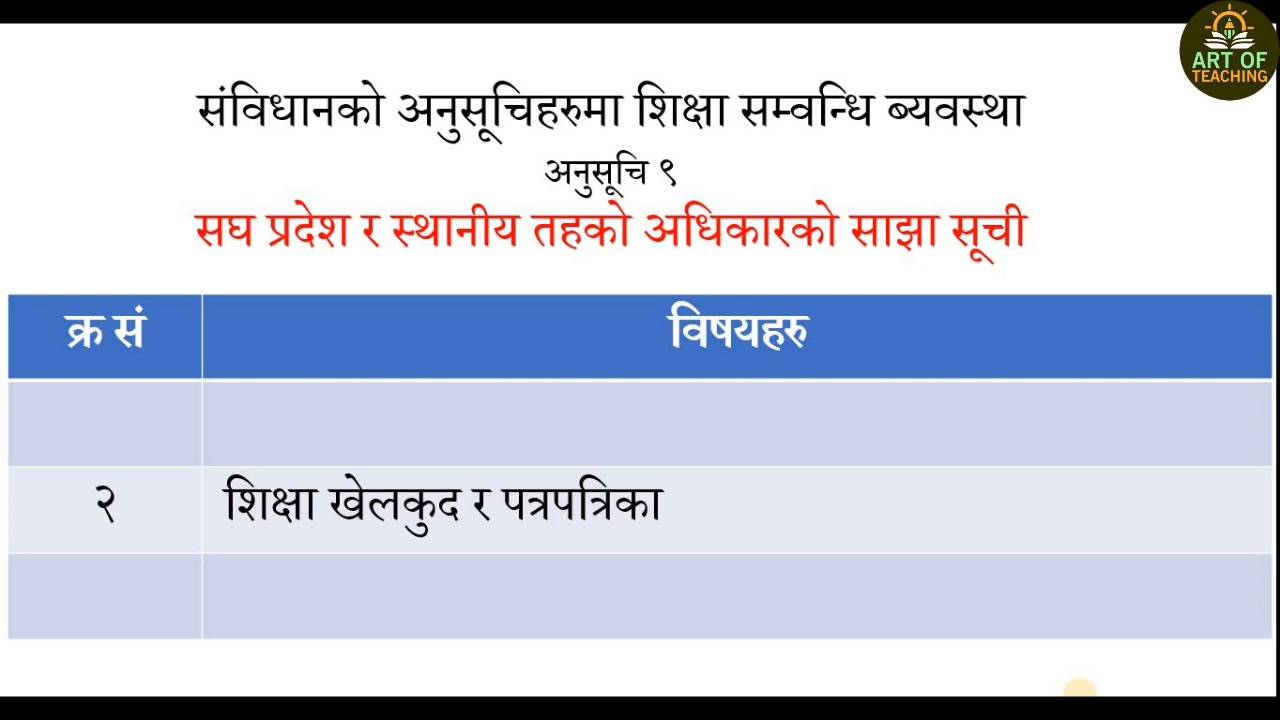 ART OF
TEACHING
संविधानको अनुसूचिहरुमा शिक्षा सम्वन्धि ब्यवस्था
अनुसूचि ९
सघ प्रदेश र स्थानीय तहको अधिकारको साझा सूची
क्र सं विषयहरु
२ शिक्षा खेलकुद र पत्रपत्रिका